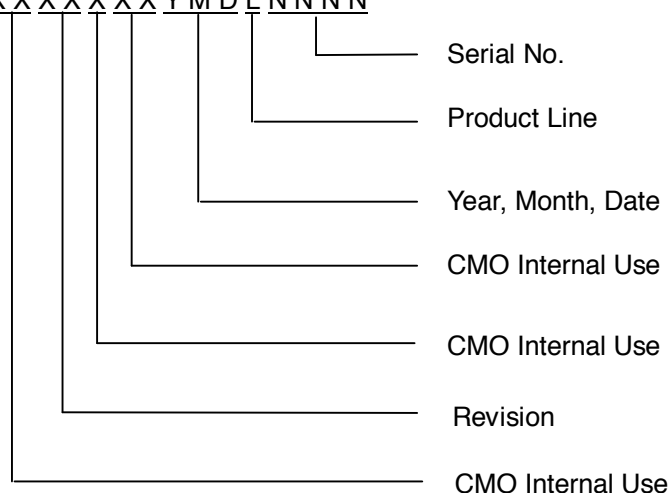 X X X X X X X Y M D L N N N N
Serial No.
Product Line
Year, Month, Date
CMO Internal Use
CMO Internal Use
Revision
CMO Internal Use